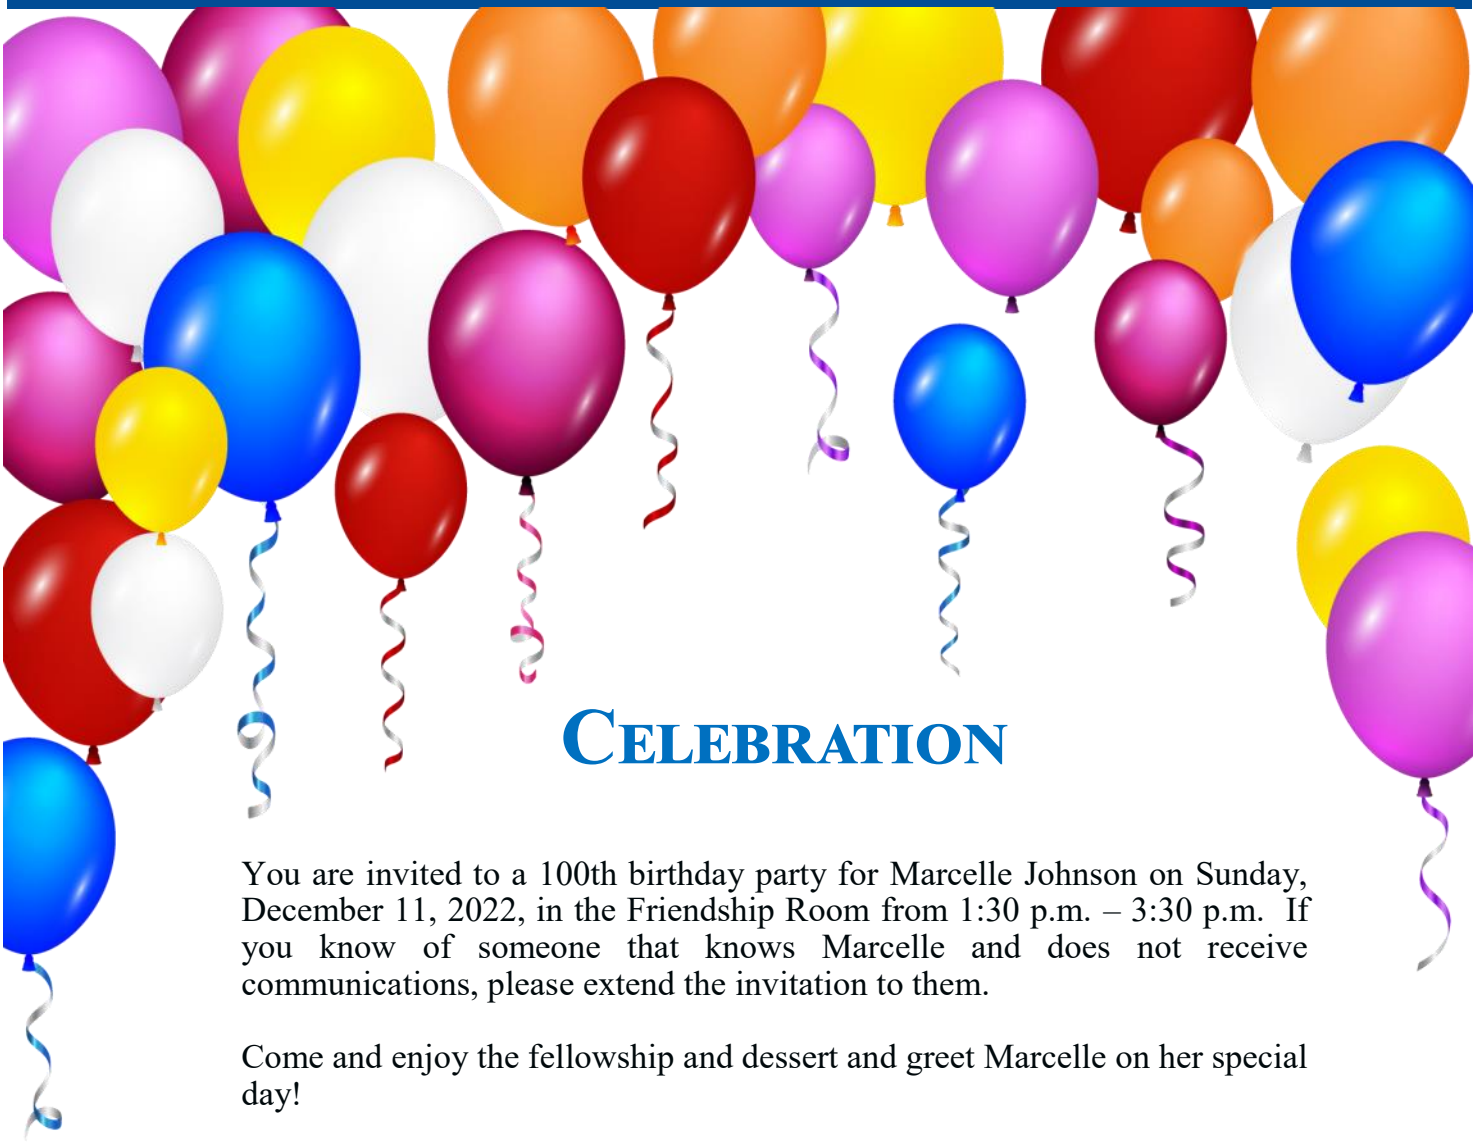 CELEBRATION
You are invited to a 100th birthday party for Marcelle Johnson on Sunday,
December 11, 2022, in the Friendship Room from 1:30 p.m. – 3:30 p.m. If
you know of someone that knows Marcelle and does not receive
communications, please extend the invitation to them.
Come and enjoy the fellowship and dessert and greet Marcelle on her special
day!